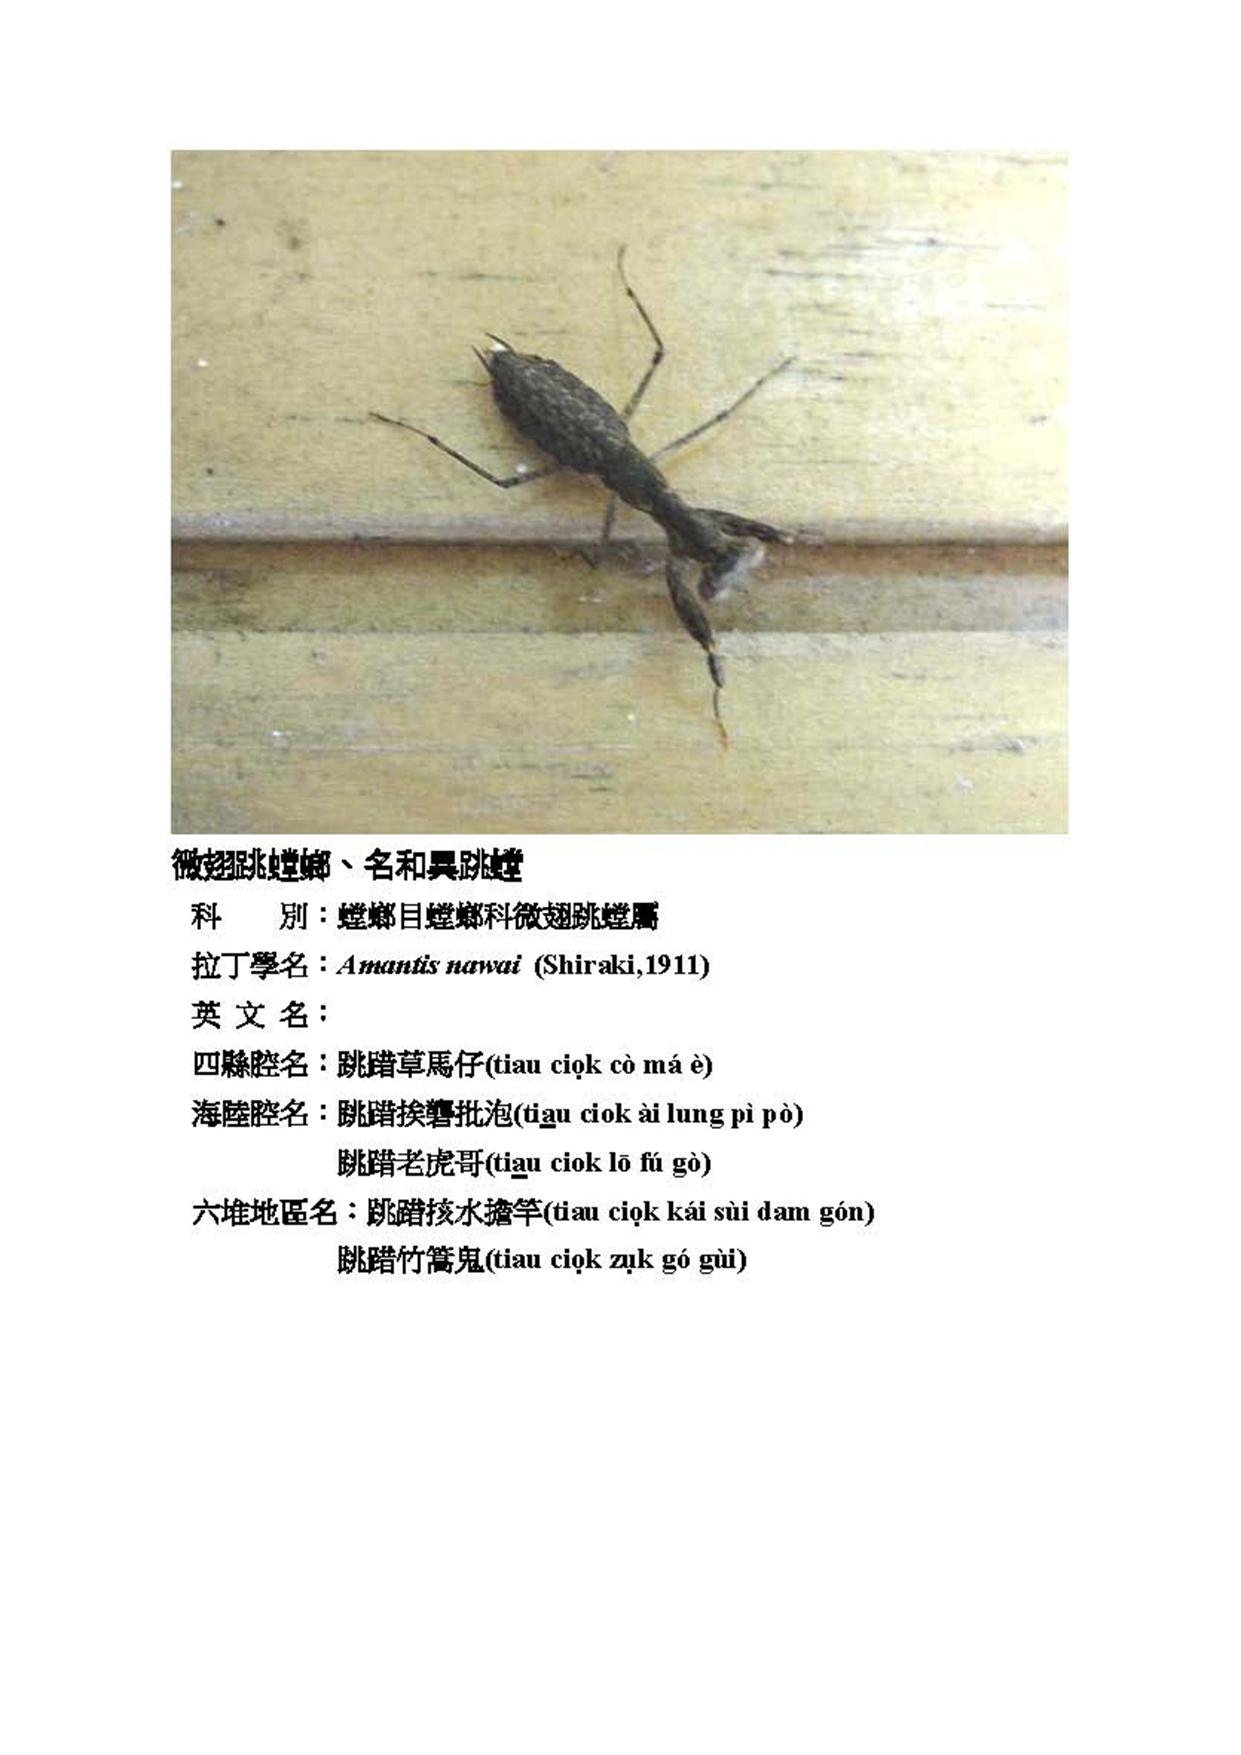 微翅跳螳螂、名和異跳螳
科　　別：螳螂目螳螂科微翅跳螳屬
拉丁學名：Amantis nawai (Shiraki,1911)
英 文 名：
四縣腔名：跳踖草馬仔(tiau ciọk cò má è)
海陸腔名：跳踖挨礱批泡(tia̲u ciok ài lung pì pò)
跳踖老虎哥(tia̲u ciok lō fú gò)
六堆地區名：跳踖㧡水擔竿(tiau ciọk kái sùi dam gón)
跳踖竹篙鬼(tiau ciọk zụk gó gùi)